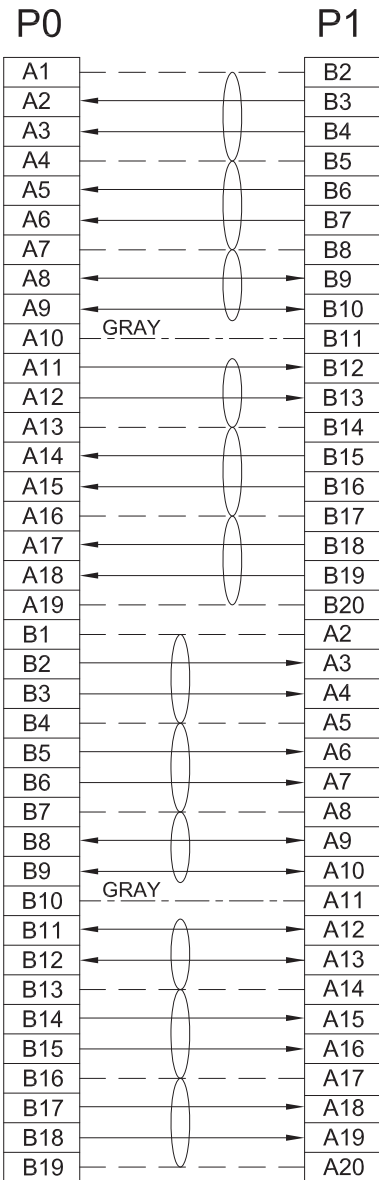 P0 P1
A1 B2
A2 B3
A3 B4
A4 B5
A5 B6
A6 B7
A7 B8
A8 B9
A9 B10
GRAY
A10 B11
A11 B12
A12 B13
A13 B14
A14 B15
A15 B16
A16 B17
A17 B18
A18 B19
A19 B20
B1 A2
B2 A3
B3 A4
B4 A5
B5 A6
B6 A7
B7 A8
B8 A9
B9 A10
GRAY
B10 A11
B11 A12
B12 A13
B13 A14
B14 A15
B15 A16
B16 A17
B17 A18
B18 A19
B19 A20